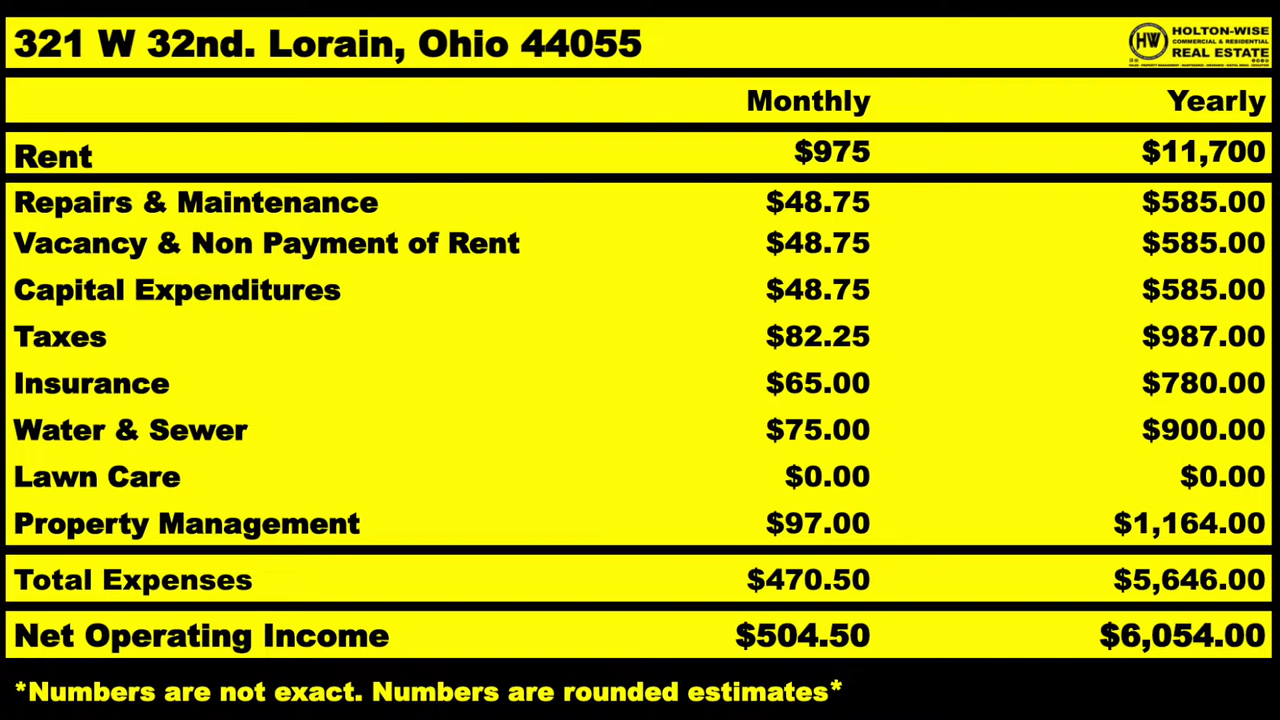 321 W 32nd. Lorain, Ohio 44055
HW
HOLTON-WISE
COMMERCIAL & RESIDENTIAL
REAL ESTATE
Monthly Yearly
Rent $975 $11,700
Repairs & Maintenance $48.75 $585.00
Vacancy & Non Payment of Rent $48.75 $585.00
Capital Expenditures $48.75 $585.00
Taxes $82.25 $987.00
Insurance $65.00 $780.00
Water & Sewer $75.00 $900.00
Lawn Care $0.00 $0.00
Property Management $97.00 $1,164.00
Total Expenses $470.50 $5,646.00
Net Operating Income $504.50 $6,054.00
*Numbers are not exact. Numbers are rounded estimates*